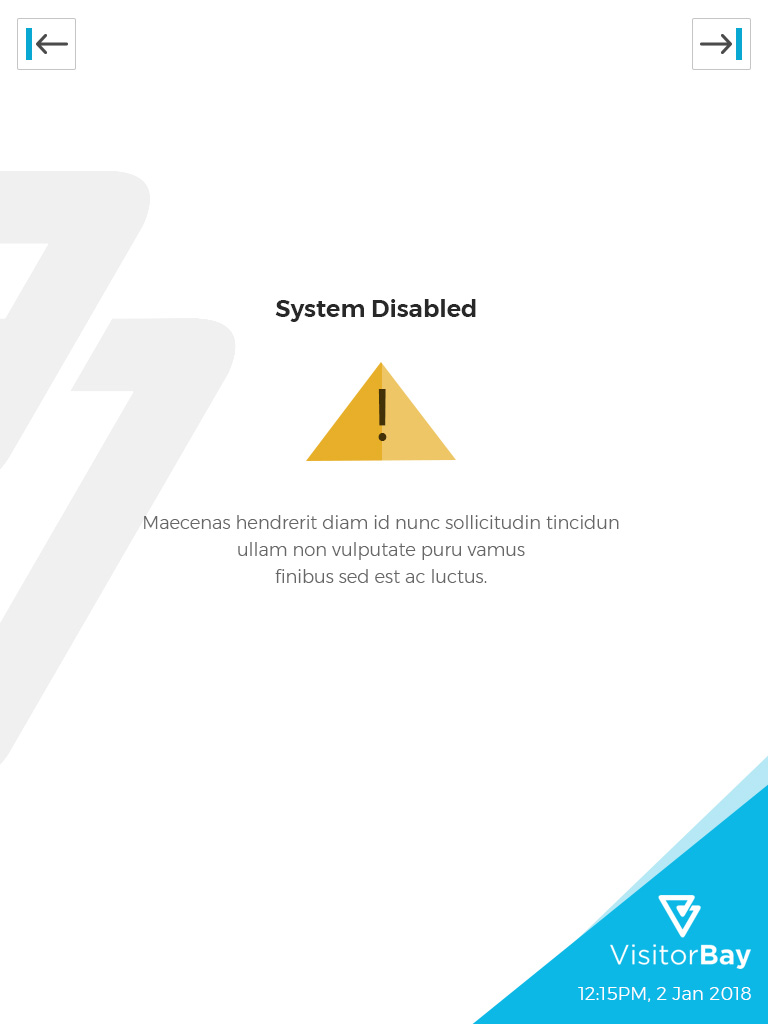 System Disabled
!
Maecenas hendrerit diam id nunc sollicitudin tincidun
ullam non vulputate puru vamus
finibus sed est ac luctus.
VisitorBay
12:15PM, 2 Jan 2018